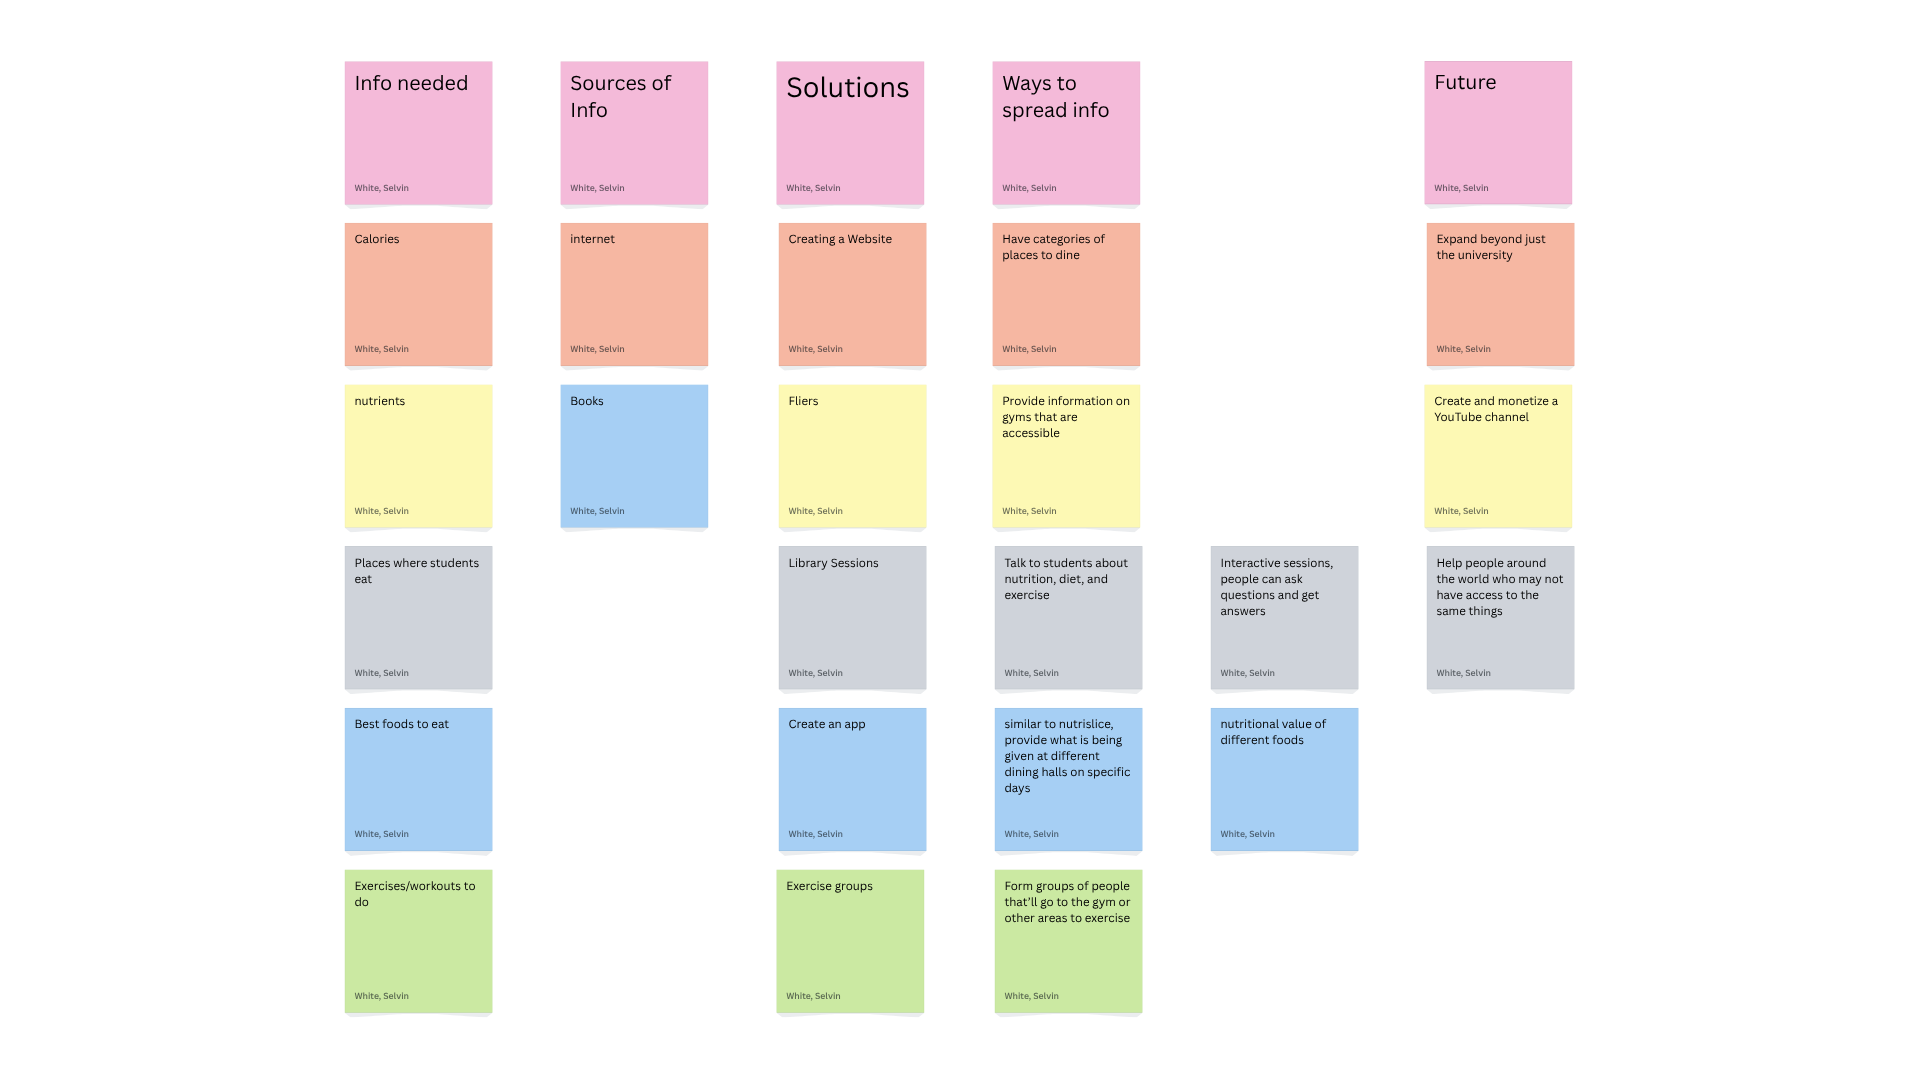 Info needed
White, Selvin
Sources of
Info
White, Selvin
Solutions
White, Selvin
Ways to
spread info
White, Selvin
Future
White, Selvin
Calories
White, Selvin
internet
White, Selvin
Creating a Website
White, Selvin
Have categories of
places to dine
White, Selvin
Expand beyond just
the university
White, Selvin
nutrients
White, Selvin
Books
White, Selvin
Fliers
White, Selvin
Provide information on
gyms that are
accessible
White, Selvin
Create and monetize a
YouTube channel
White, Selvin
Places where students
eat
White, Selvin
Library Sessions
White, Selvin
Talk to students about
nutrition, diet, and
exercise
White, Selvin
Interactive sessions,
people can ask
questions and get
answers
White, Selvin
Help people around
the world who may not
have access to the
same things
White, Selvin
Best foods to eat
White, Selvin
Create an app
White, Selvin
similar to nutrislice,
provide what is being
given at different
dining halls on specific
days
White, Selvin
nutritional value of
different foods
White, Selvin
Exercises/workouts to
do
White, Selvin
Exercise groups
White, Selvin
Form groups of people
that'll go to the gym or
other areas to exercise
White, Selvin